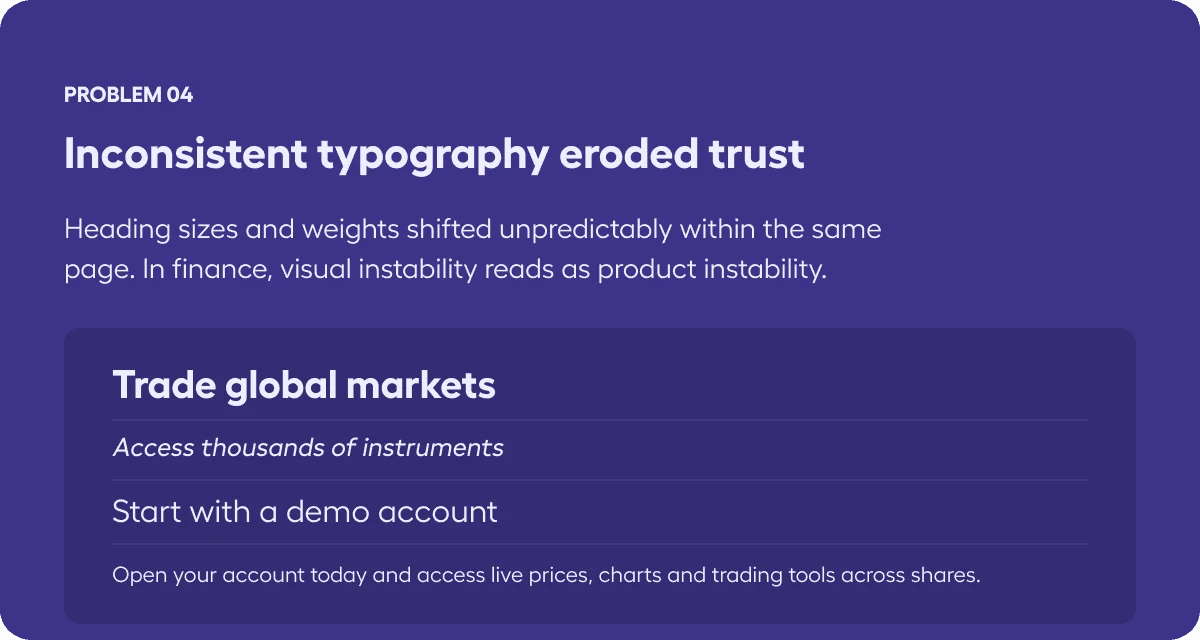 PROBLEM 04
Inconsistent typography eroded trust
Heading sizes and weights shifted unpredictably within the same
page. In finance, visual instability reads as product instability.
Trade global markets
Access thousands of instruments
Start with a demo account
Open your account today and access live prices, charts and trading tools across shares.